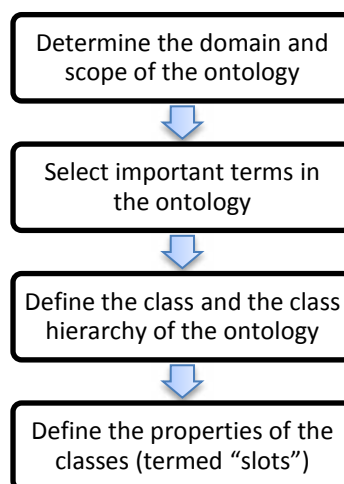 Determine the domain and
scope of the ontology
Select important terms in
the ontology
Define the class and the class
hierarchy of the ontology
Define the properties of the
classes (termed “slots”)